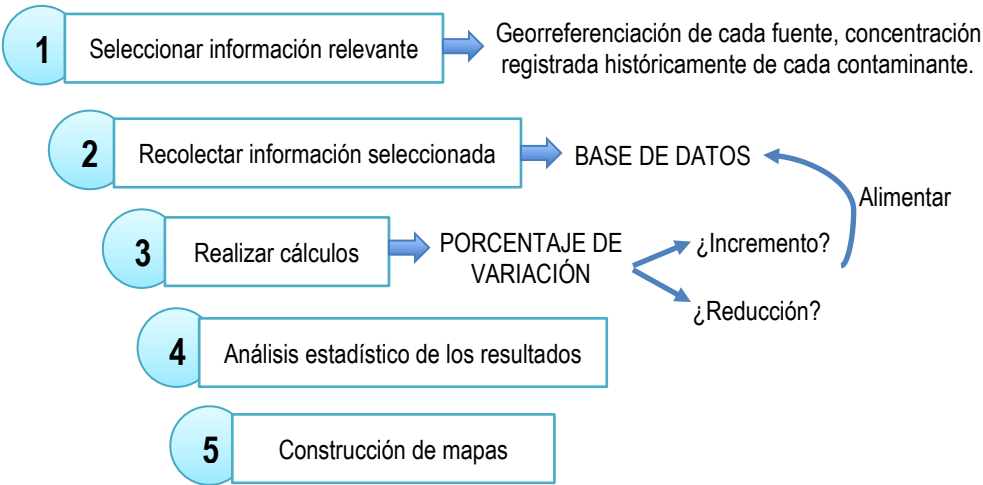 1
Seleccionar información relevante
Georreferenciación de cada fuente, concentración
registrada históricamente de cada contaminante.
2
Recolectar información seleccionada
BASE DE DATOS
Alimentar
3
Realizar cálculos
PORCENTAJE DE
VARIACIÓN
¿Incremento?
¿Reducción?
4
Análisis estadístico de los resultados
5
Construcción de mapas